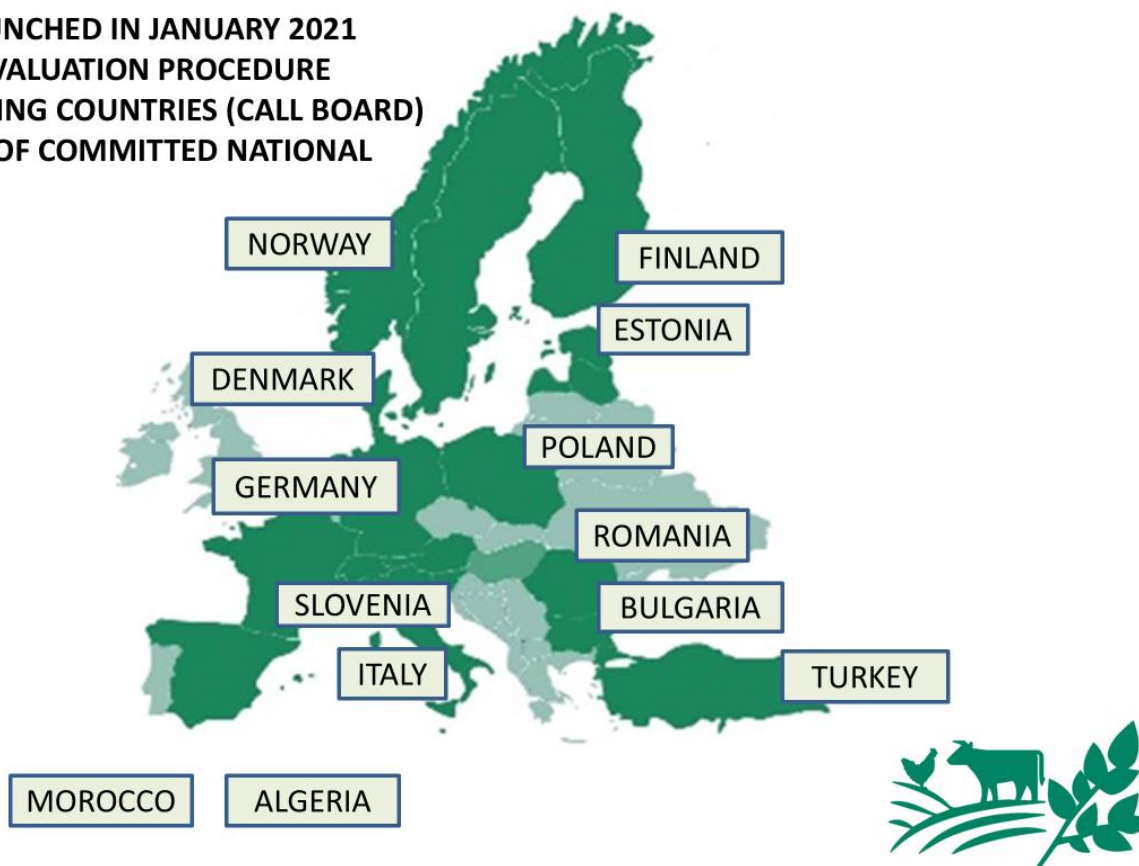 UNCHED IN JANUARY 2021
VALUATION PROCEDURE
ING COUNTRIES (CALL BOARD)
OF COMMITTED NATIONAL
NORWAY
FINLAND
ESTONIA
DENMARK
POLAND
GERMANY
ROMANIA
SLOVENIA
BULGARIA
ITALY
TURKEY
MOROCCO
ALGERIA